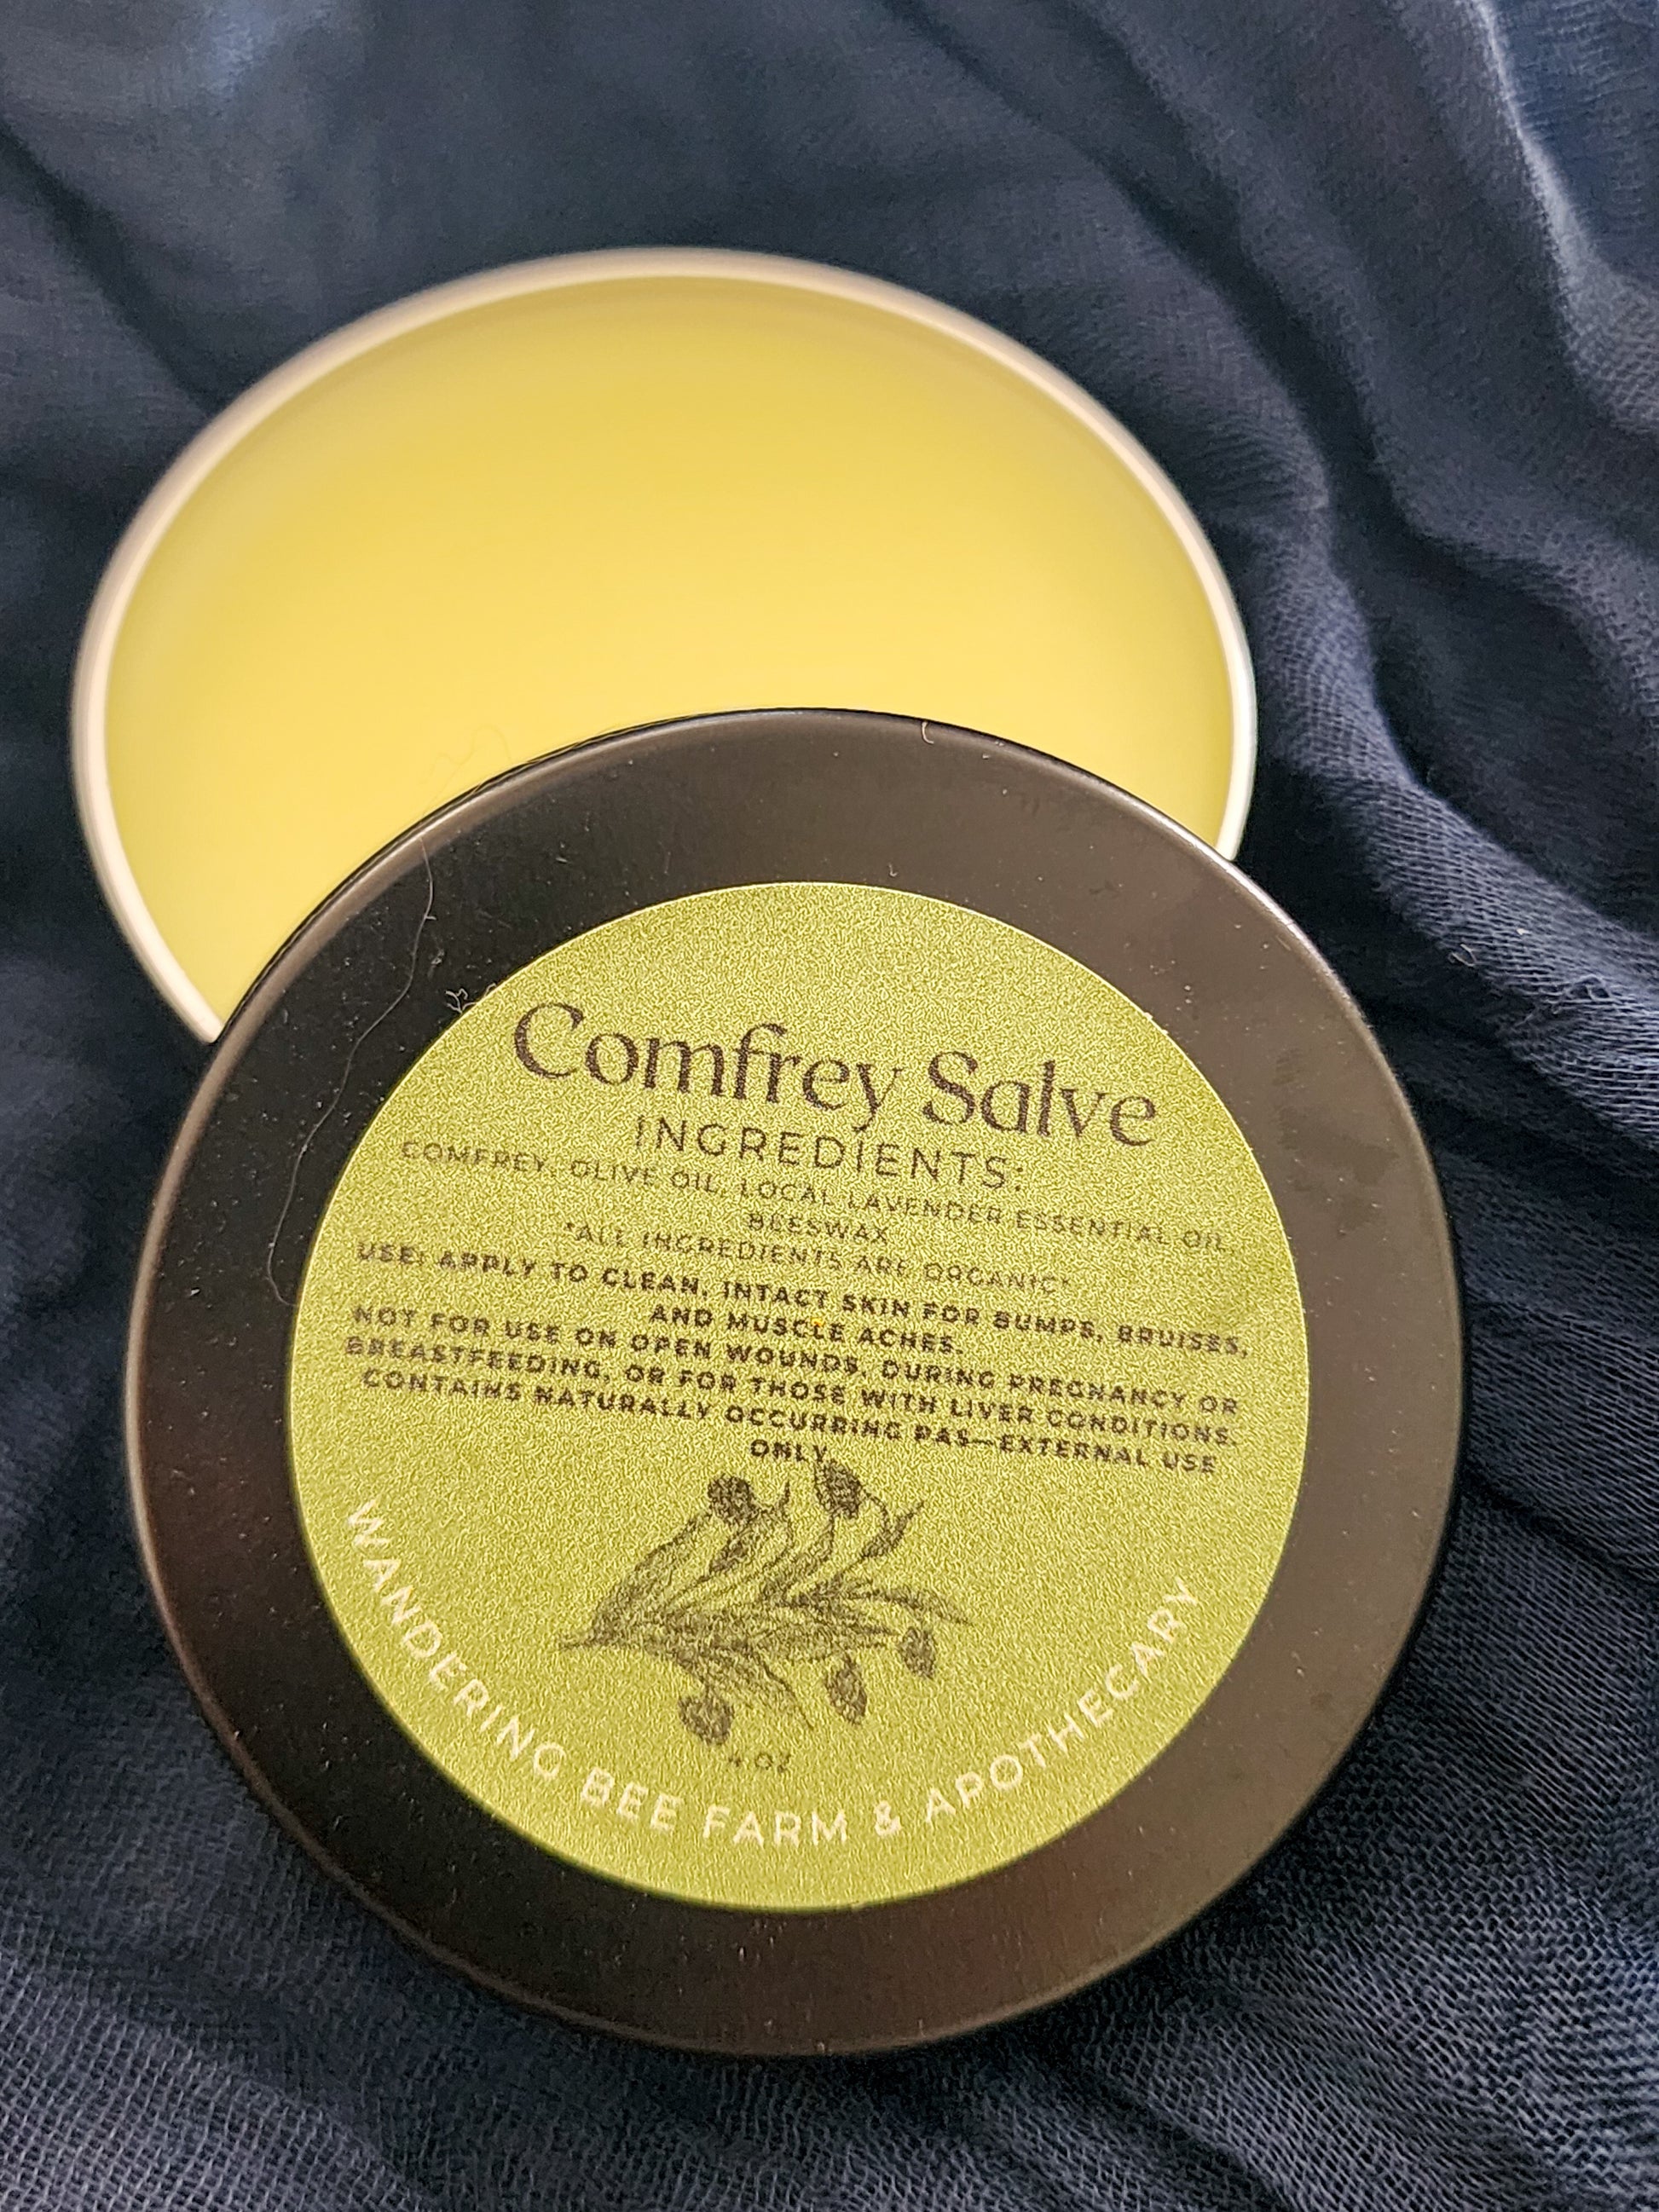 Comfrey Salve
INGREDIENTS:
COMFREY, OLIVE OIL, LOCAL LAVENDER ESSENTIAL OIL,
BEESWAX
*ALL INGREDIENTS ARE ORGANIC*
USE: APPLY TO CLEAN, INTACT SKIN FOR BUMPS, BRUISES,
AND MUSCLE ACHES.
NOT FOR USE ON OPEN WOUNDS, DURING PREGNANCY OR
BREASTFEEDING, OR FOR THOSE WITH LIVER CONDITIONS.
CONTAINS NATURALLY OCCURRING PAS—EXTERNAL USE
ONLY.
4 OZ
WANDERING BEE FARM & APOTHECARY